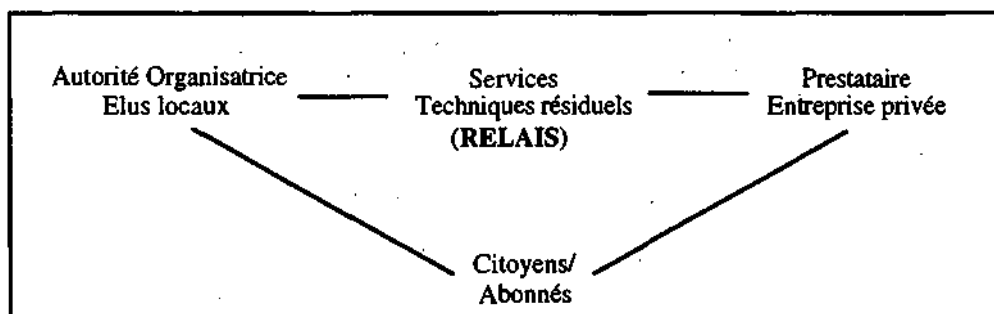 Autorité Organisatrice
Elus locaux
Services
Techniques résiduels
(RELAIS)
Prestataire
Entreprise privée
Citoyens/
Abonnés